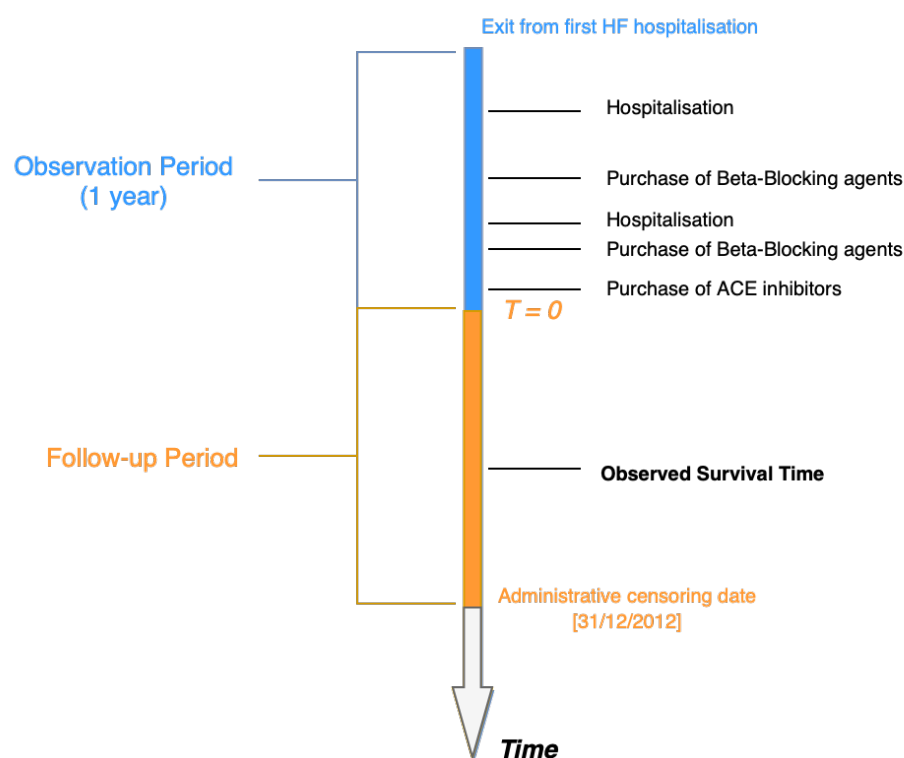 Exit from first HF hospitalisation
Hospitalisation
Observation Period
(1 year)
Purchase of Beta-Blocking agents
Hospitalisation
Purchase of Beta-Blocking agents
Purchase of ACE inhibitors
T = 0
Follow-up Period
Observed Survival Time
Administrative censoring date
[31/12/2012]
Time